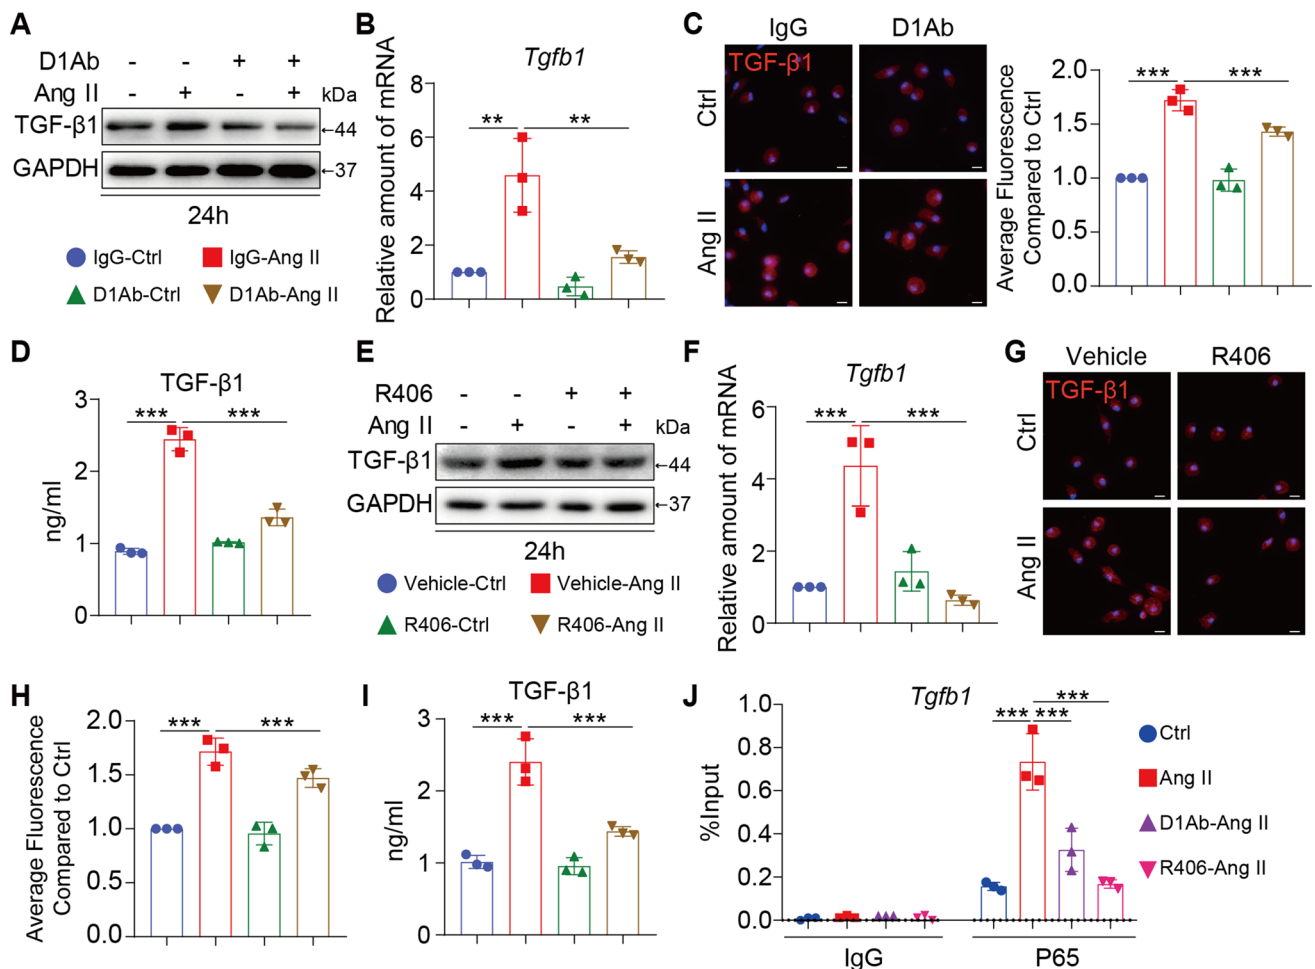 A
D1Ab - - + +
Ang II - + - + kDa
TGF-β1 ←44
GAPDH ←37
24h
IgG-Ctrl IgG-Ang II
D1Ab-Ctrl D1Ab-Ang II
B
Tgfb1
Relative amount of mRNA
8
6
4
2
0
** **
C
IgG D1Ab
TGF-β1
Ctrl
Ang II
Average Fluorescence
Compared to Ctrl
2.0
1.5
1.0
0.5
0.0
*** ***
D
TGF-β1
ng/ml
3
2
1
0
*** ***
E
R406 - - + +
Ang II - + - + kDa
TGF-β1 ←44
GAPDH ←37
24h
Vehicle-Ctrl Vehicle-Ang II
R406-Ctrl R406-Ang II
F
Tgfb1
Relative amount of mRNA
6
4
2
0
*** ***
G
Vehicle R406
TGF-β1
Ctrl
Ang II
H
Average Fluorescence
Compared to Ctrl
2.0
1.5
1.0
0.5
0.0
*** ***
I
TGF-β1
ng/ml
3
2
1
0
*** ***
J
Tgfb1
%Input
1.0
0.8
0.6
0.4
0.2
0.0
***
*** ***
IgG P65
Ctrl
Ang II
D1Ab-Ang II
R406-Ang II